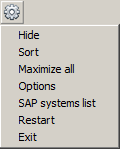 Hide
Sort
Maximize all
Options
SAP systems list
Restart
Exit